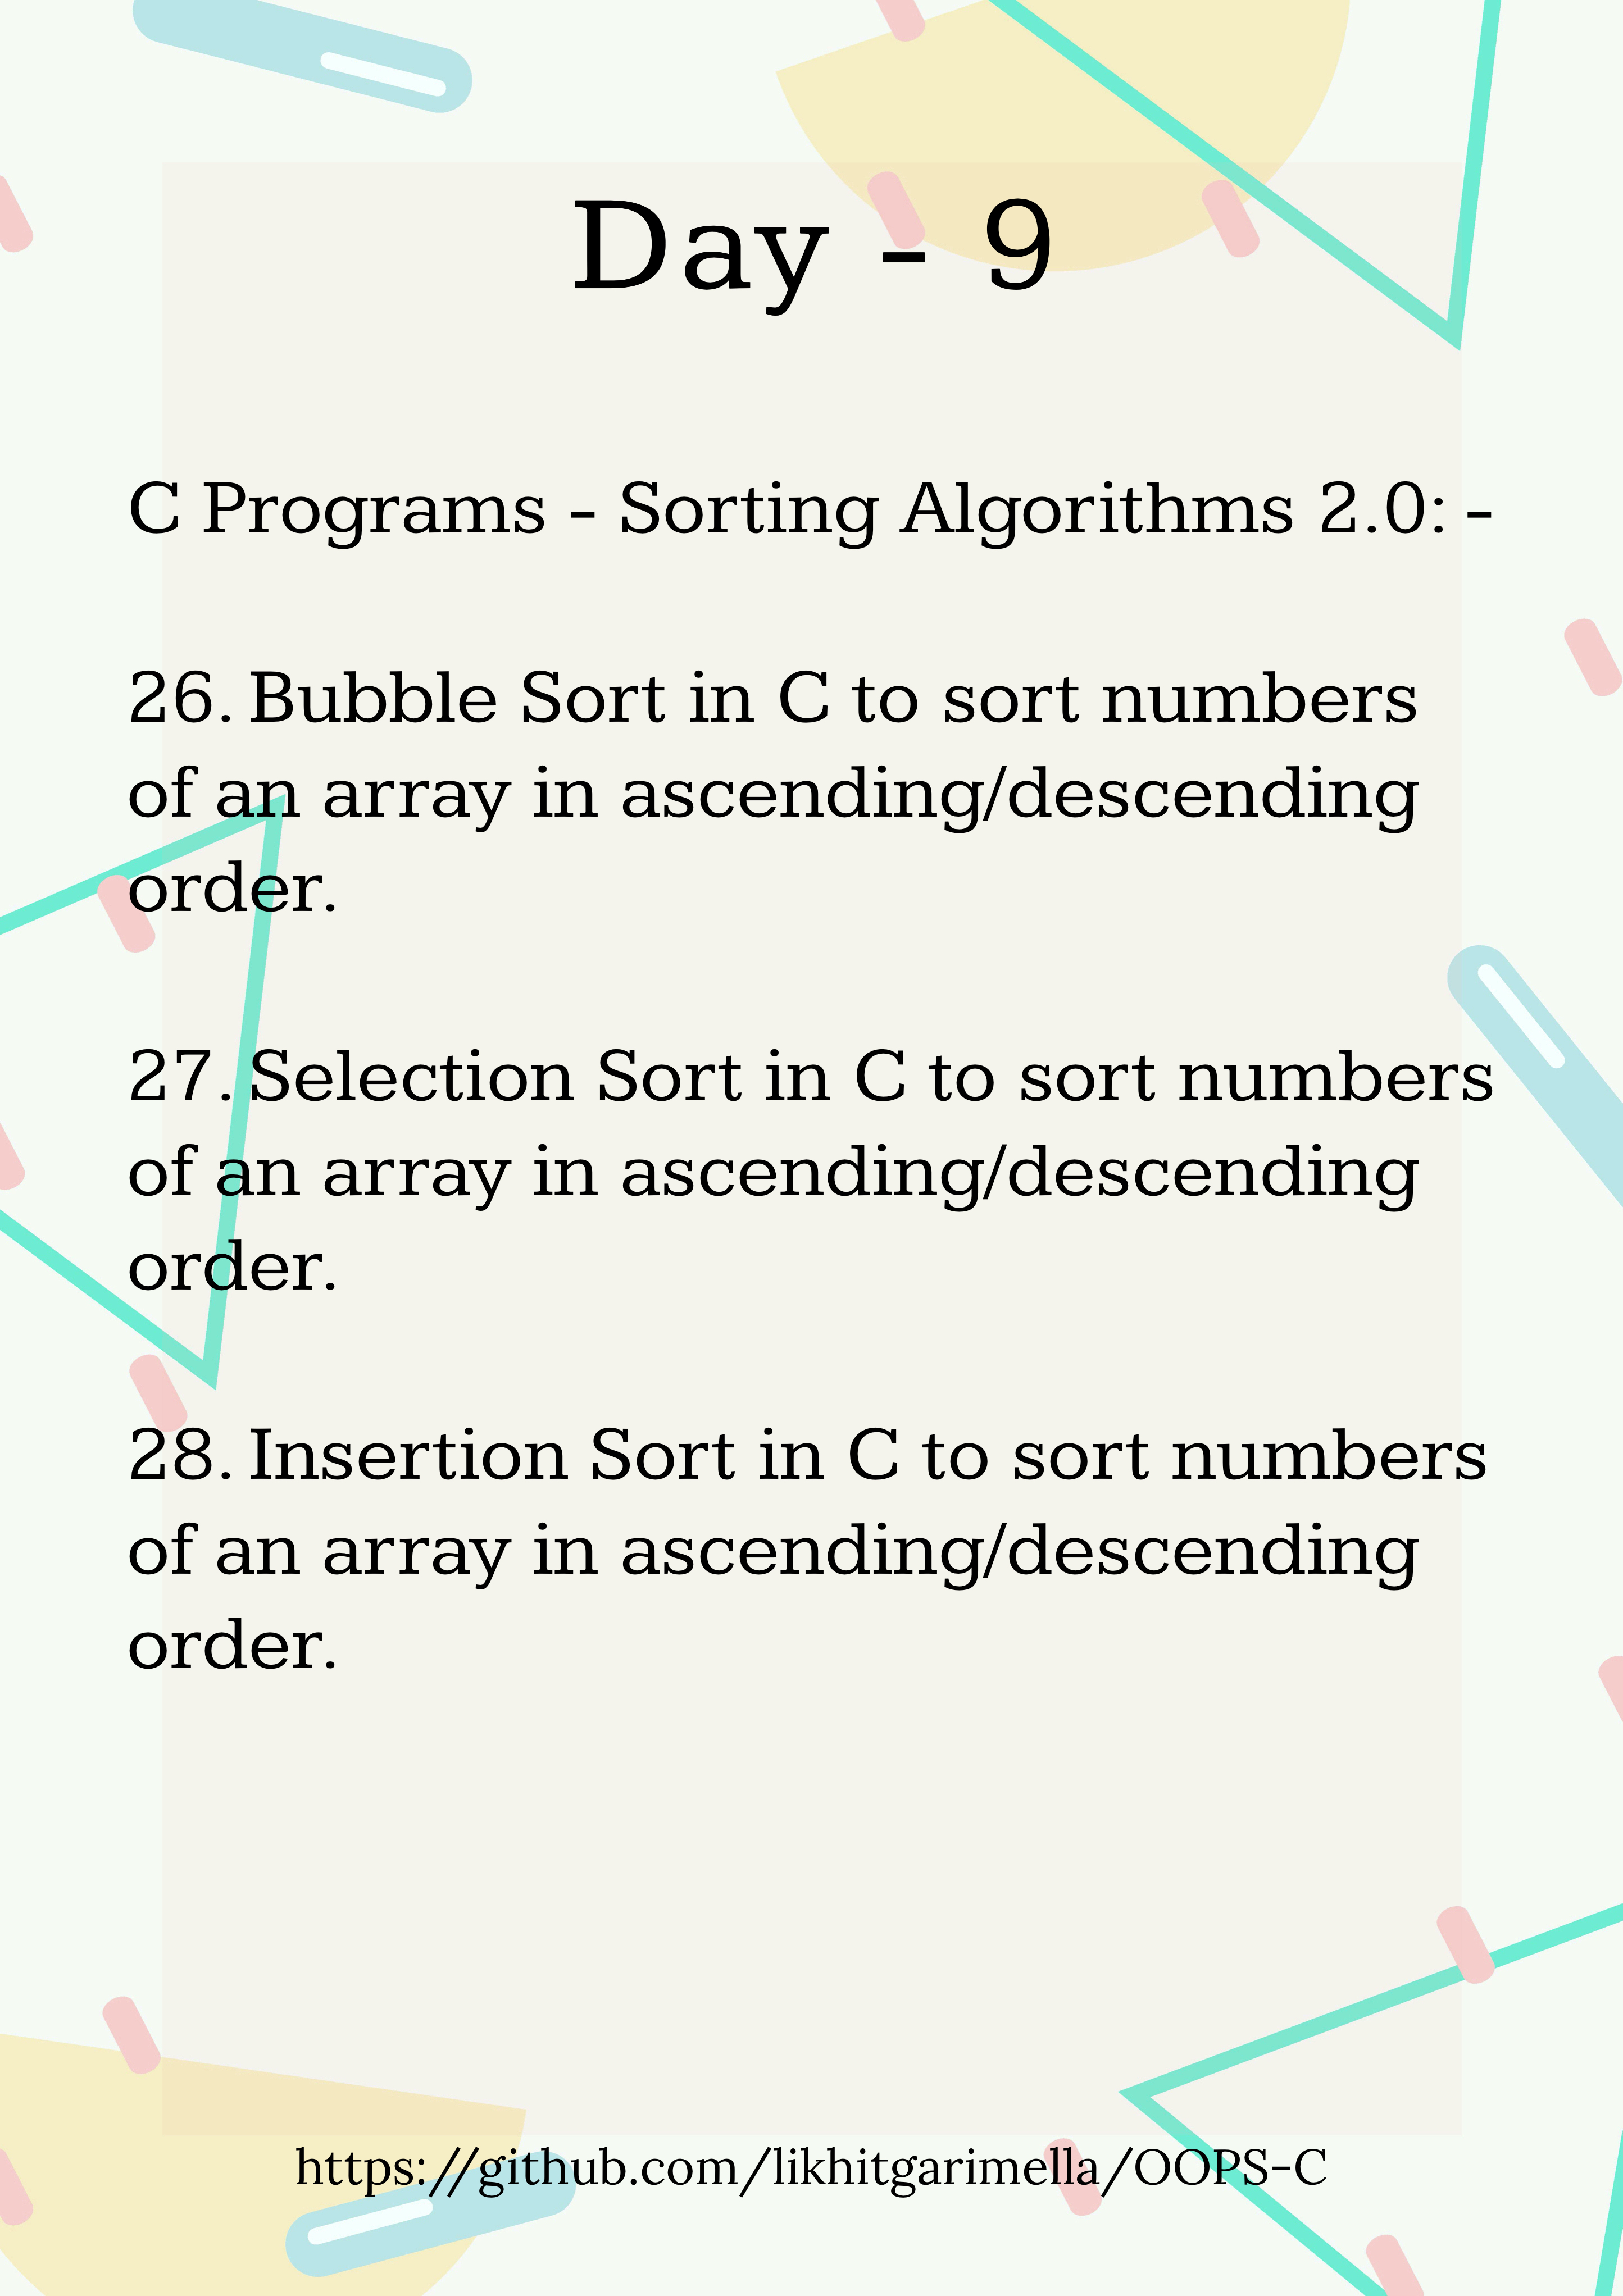 Day - 9
C Programs - Sorting Algorithms 2.0: -
26. Bubble Sort in C to sort numbers
of an array in ascending/descending
order.
27. Selection Sort in C to sort numbers
of an array in ascending/descending
order.
28. Insertion Sort in C to sort numbers
of an array in ascending/descending
order.
https://github.com/likhitgarimella/OOPS-C